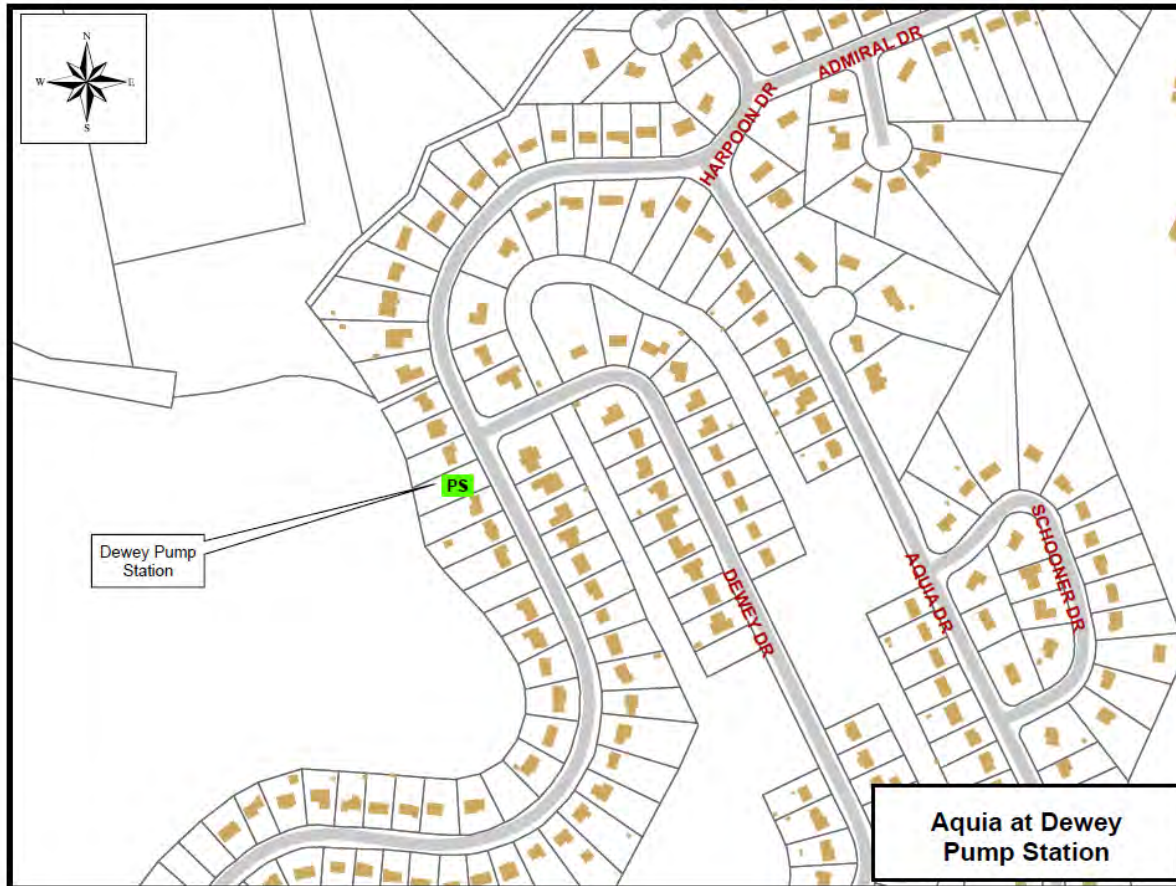 N
W
E
S
ADMIRAL DR
HARPOON DR
PS
Dewey Pump
Station
SCHOONER DR
AQUIA DR
DEWEY DR
Aquia at Dewey
Pump Station